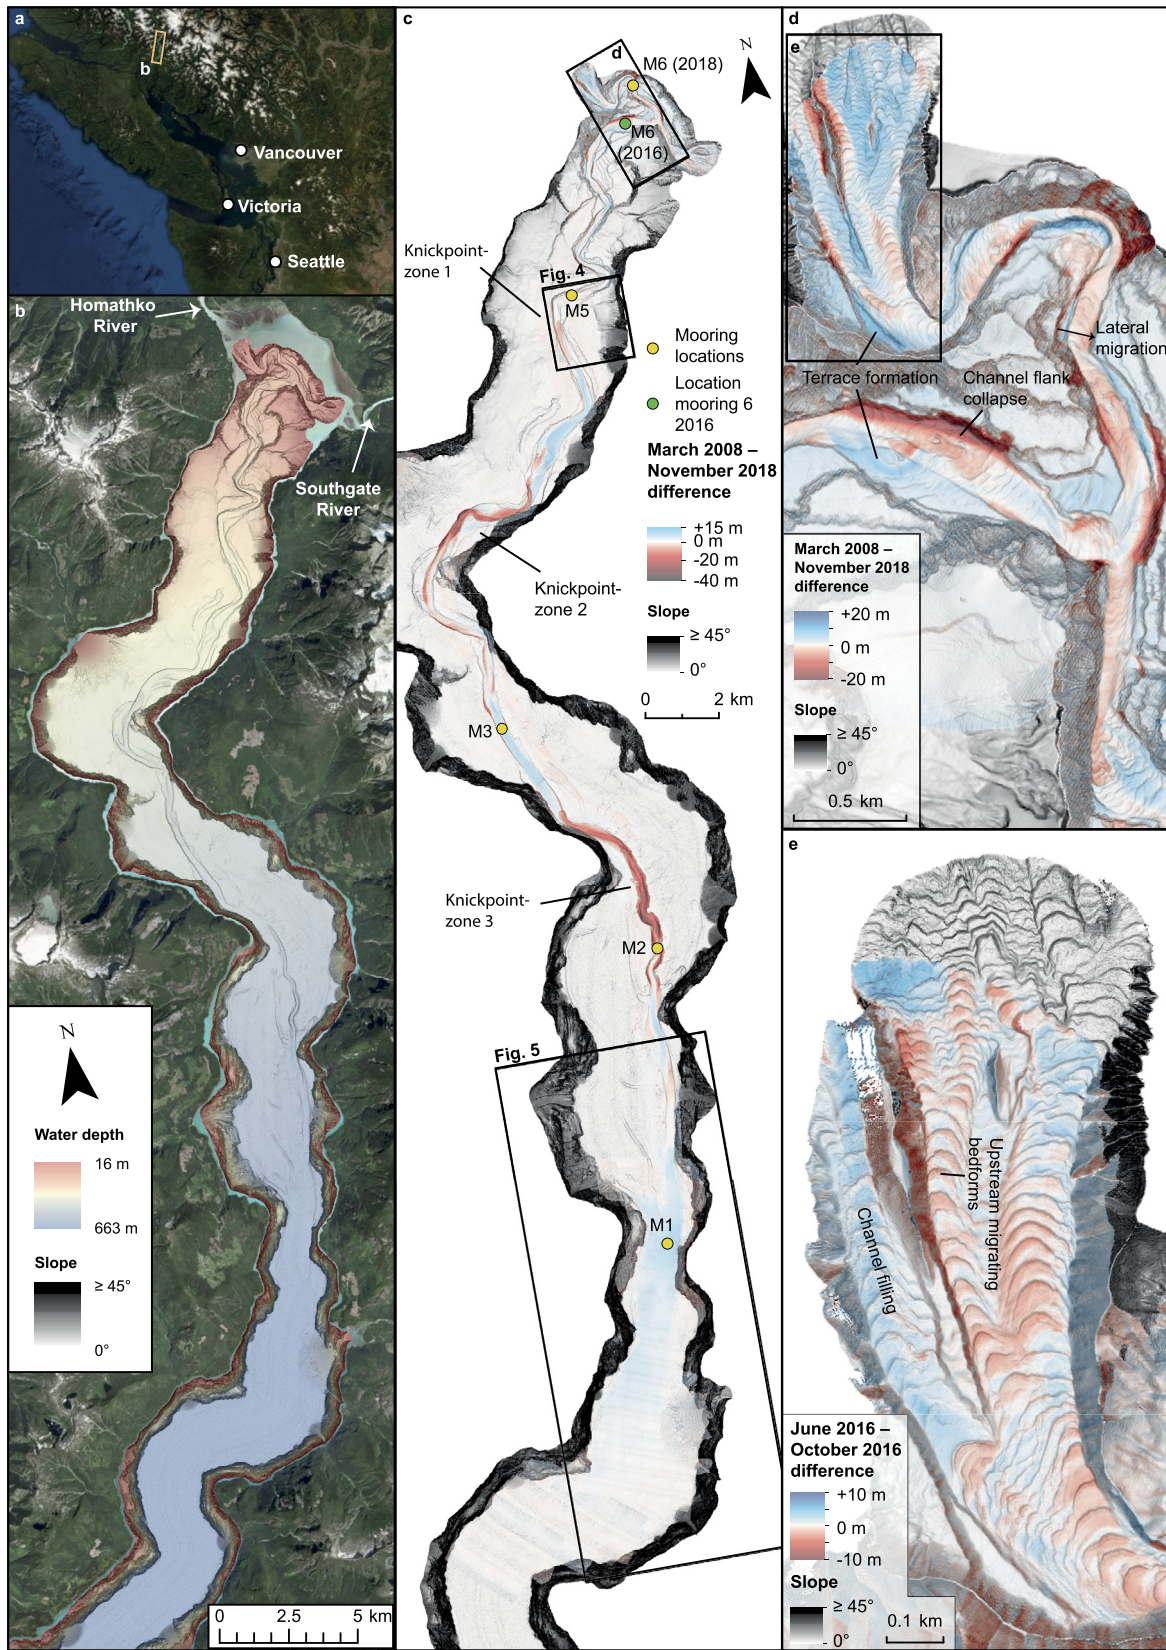 a
b
Vancouver
Victoria
Seattle
b
Homathko
River
Southgate
River
N
Water depth
16 m
663 m
Slope
≥ 45°
0°
0 2.5 5 km
c
N
d
M6 (2018)
M6
(2016)
Knickpoint-
zone 1
Fig. 4
M5
Mooring
locations
Location
mooring 6
2016
March 2008 –
November 2018
difference
+15 m
0 m
-20 m
-40 m
Slope
≥ 45°
0°
0 2 km
Knickpoint-
zone 2
M3
Knickpoint-
zone 3
M2
Fig. 5
M1
d
e
Lateral
migration
Terrace formation
Channel flank
collapse
March 2008 –
November 2018
difference
+20 m
0 m
-20 m
Slope
≥ 45°
0°
0.5 km
e
Upstream migrating
bedforms
Channel filling
June 2016 –
October 2016
difference
+10 m
0 m
-10 m
Slope
≥ 45°
0°
0.1 km